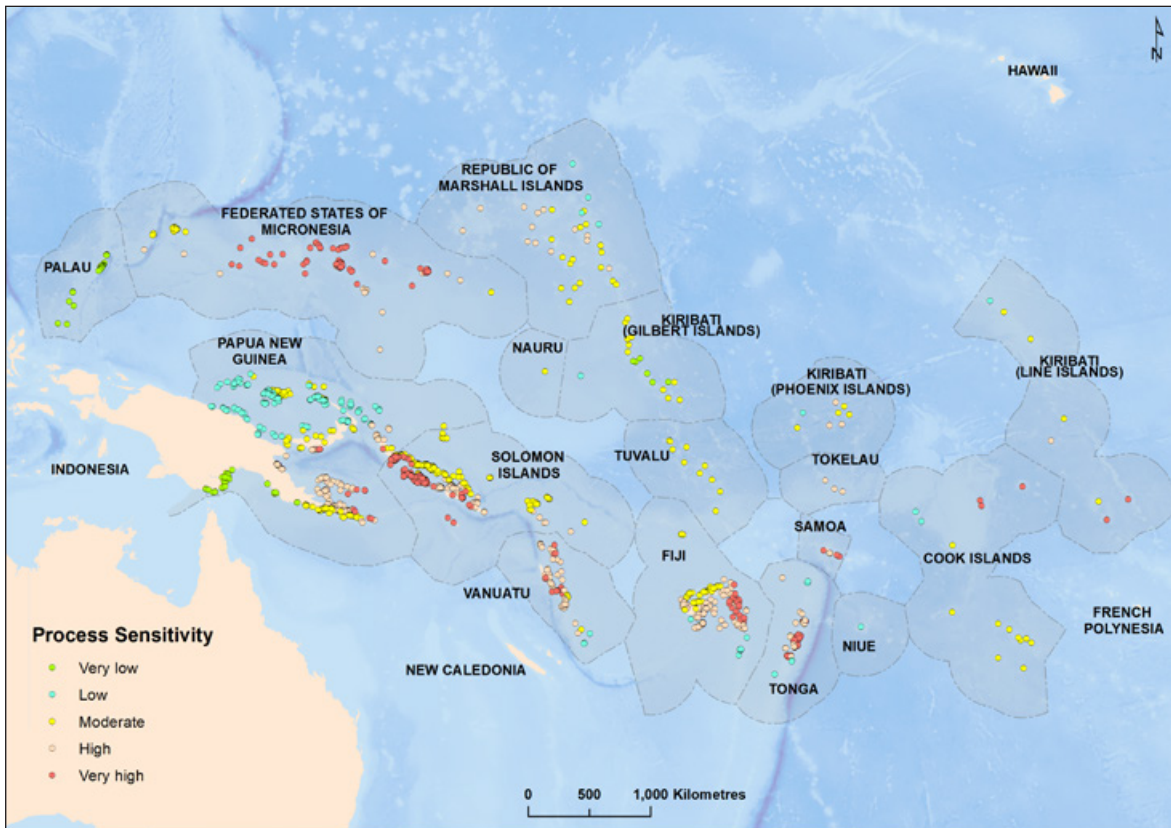 N
HAWAII
REPUBLIC OF
MARSHALL ISLANDS
FEDERATED STATES OF
MICRONESIA
PALAU
KIRIBATI
(GILBERT ISLANDS)
PAPUA NEW
GUINEA
NAURU
KIRIBATI
(LINE ISLANDS)
KIRIBATI
(PHOENIX ISLANDS)
INDONESIA
SOLOMON
ISLANDS
TUVALU
TOKELAU
SAMOA
FIJI
COOK ISLANDS
VANUATU
FRENCH
POLYNESIA
NIUE
NEW CALEDONIA
TONGA
Process Sensitivity
Very low
Low
Moderate
High
Very high
0 500 1,000 Kilometres